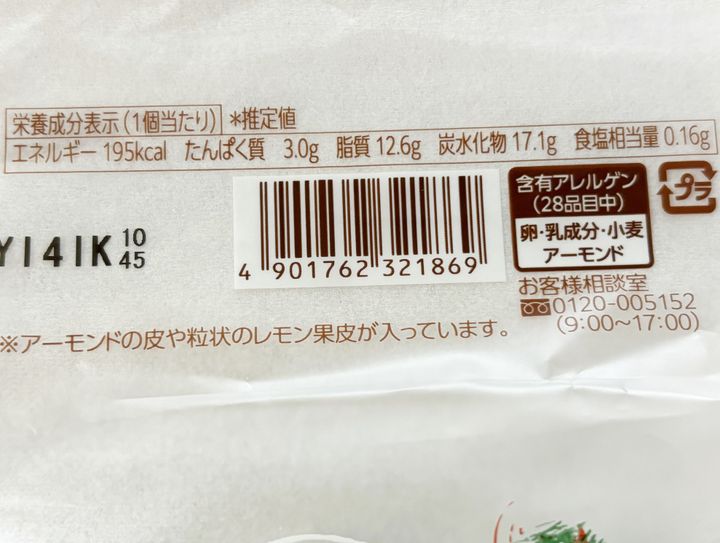 栄養成分表示(1個当たり) *推定値
エネルギー 195kcal たんぱく質 3.0g 脂質 12.6g 炭水化物 17.1g 食塩相当量 0.16g
含有アレルゲン
(28品目中)
卵・乳成分・小麦
アーモンド
プラ
Y141K 10
45
4 901762 321869
お客様相談室
0120-005152
(9:00～17:00)
※アーモンドの皮や粒状のレモン果皮が入っています。